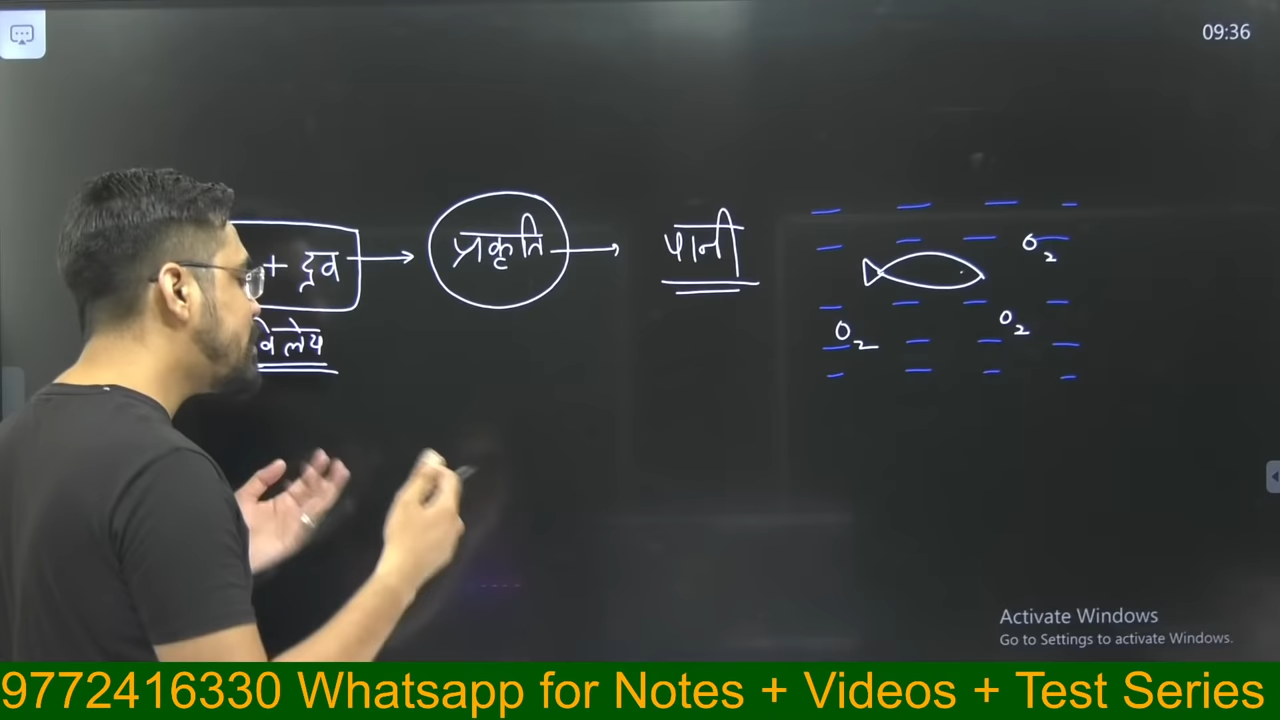 09:36
+ द्रव
प्रकृति
पानी
O2
O2
O2
विलेय
Activate Windows
Go to Settings to activate Windows.
9772416330 Whatsapp for Notes + Videos + Test Series